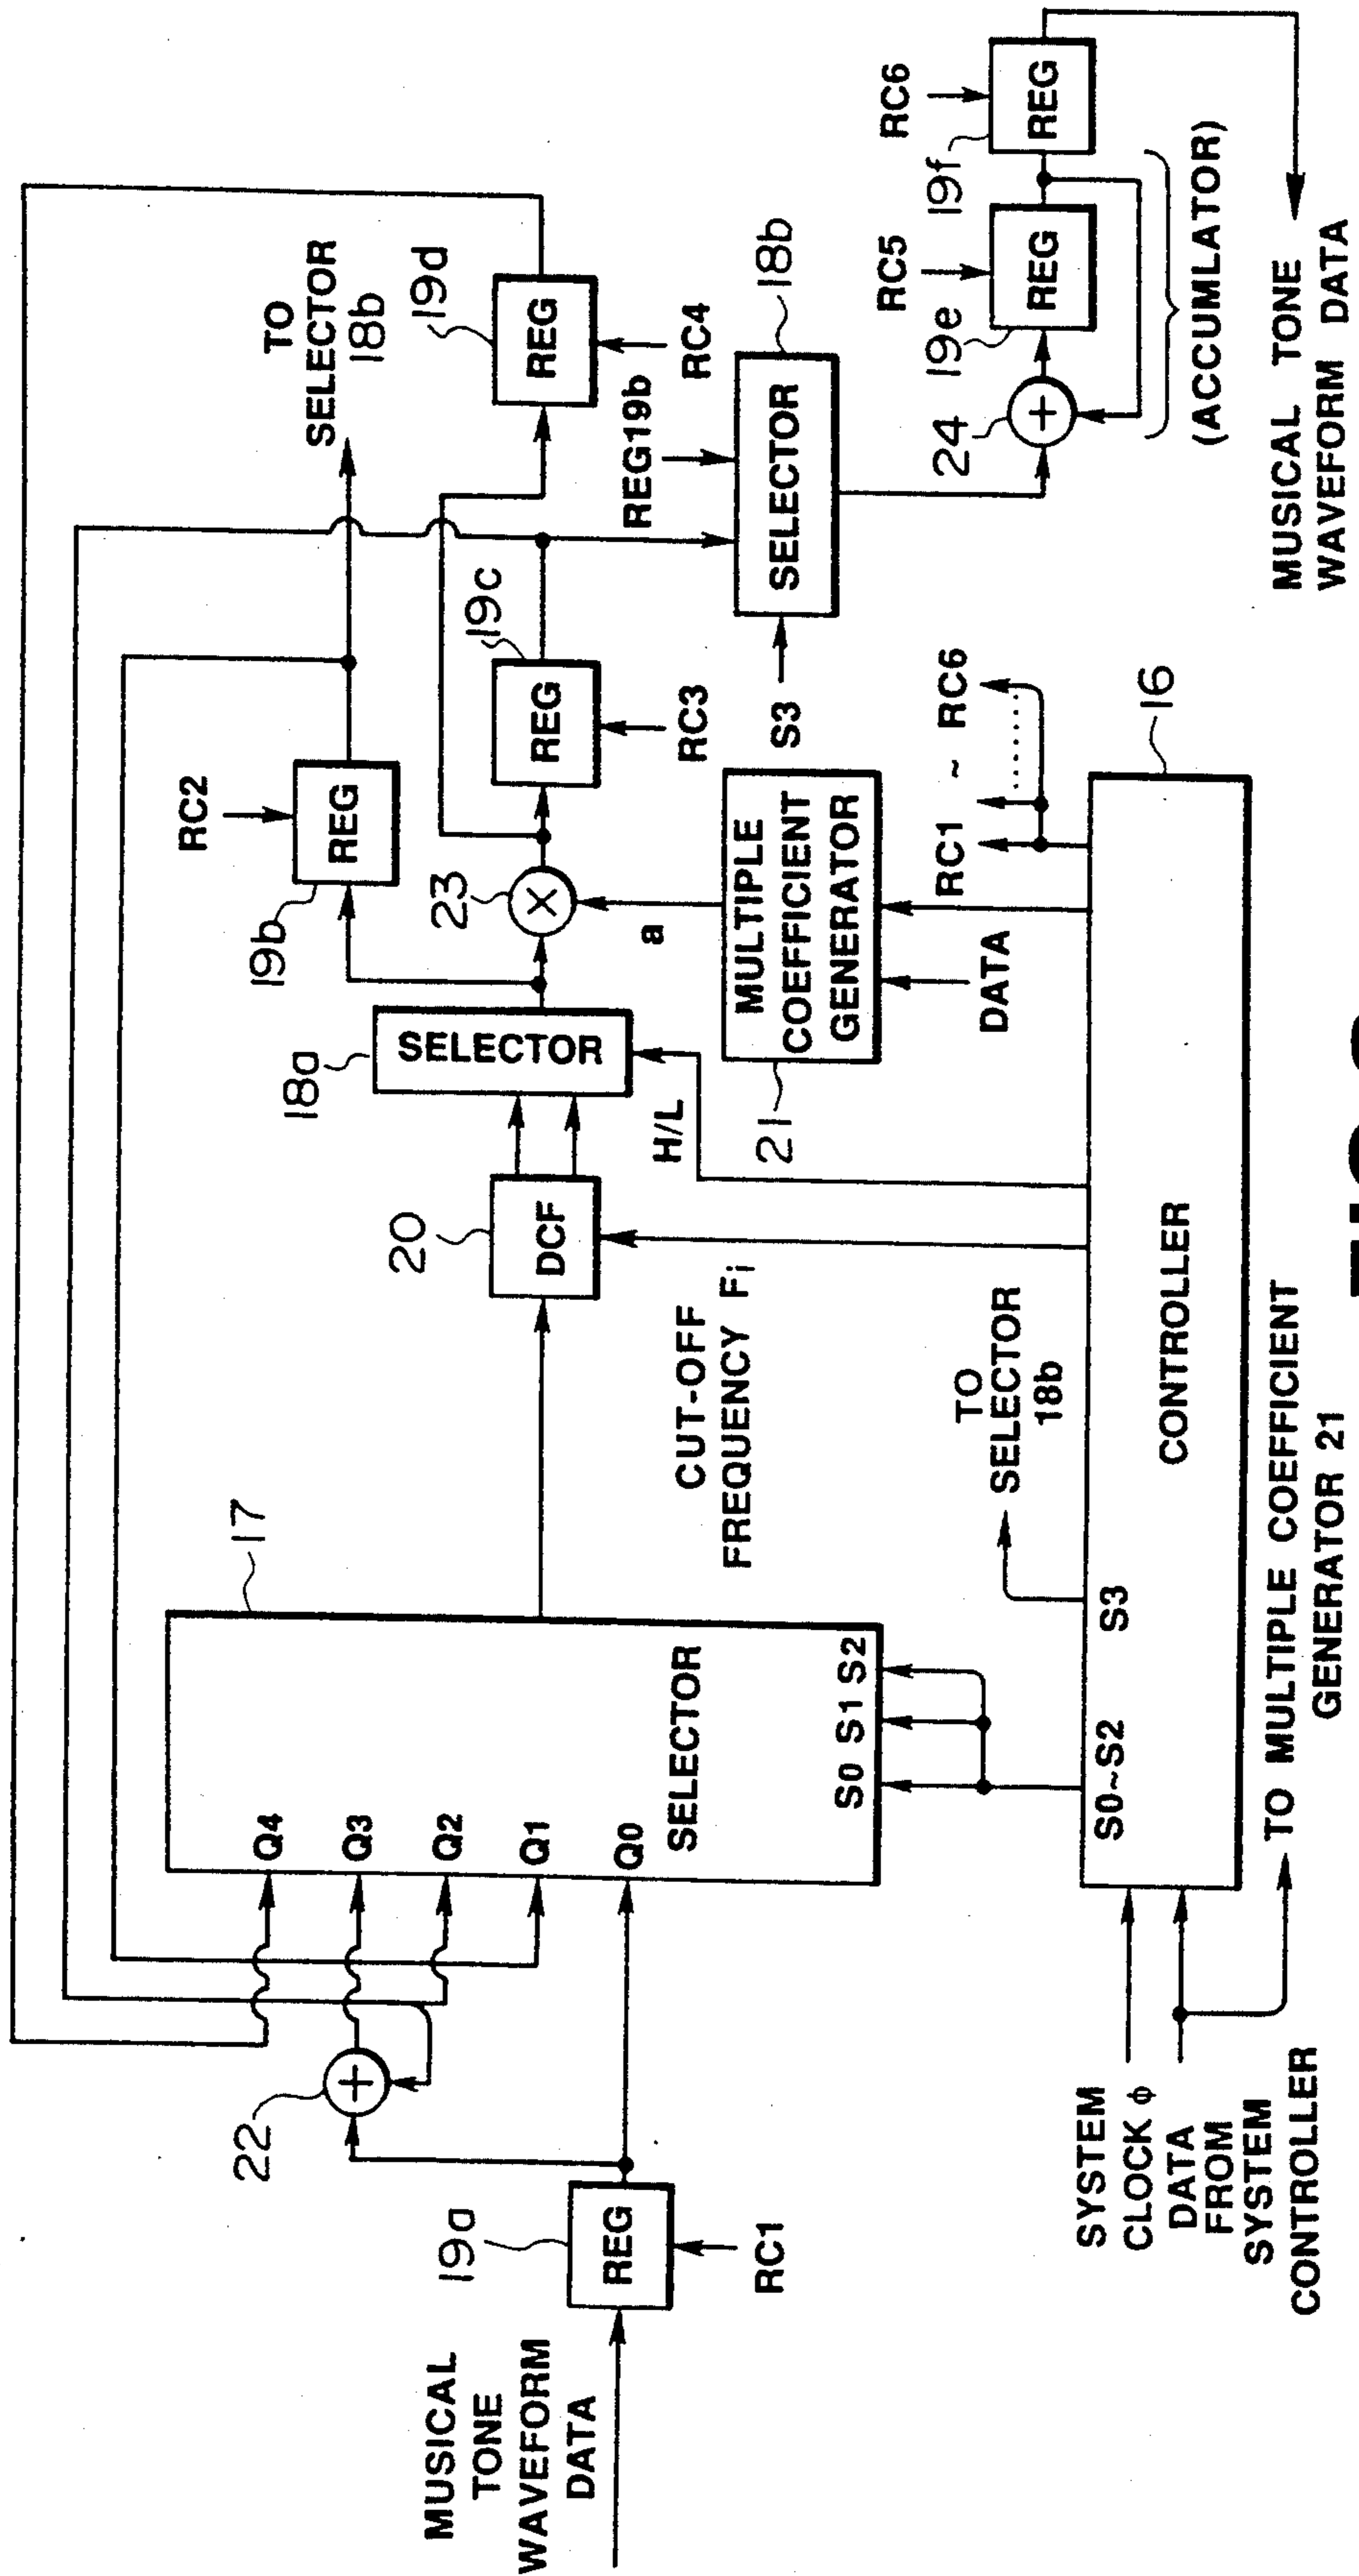 MUSICAL
TONE
WAVEFORM
DATA
19a
REG
RC1
22
Q4
Q3
Q2
Q1
Q0
SELECTOR
S0 S1 S2
17
CUT-OFF
FREQUENCY Fi
20
DCF
18a
SELECTOR
H/L
RC2
19b
REG
TO
SELECTOR
18b
23
a
19c
REG
RC3
19d
REG
RC4
21
MULTIPLE
COEFFICIENT
GENERATOR
DATA
REG19b
S3
SELECTOR
18b
RC5
19e
REG
24
RC6
19f
REG
(ACCUMLATOR)
MUSICAL TONE
WAVEFORM DATA
SYSTEM
CLOCK ϕ
DATA
FROM
SYSTEM
CONTROLLER
S0~S2
S3
TO
SELECTOR
18b
CONTROLLER
RC1 ~ RC6
16
TO MULTIPLE COEFFICIENT
GENERATOR 21